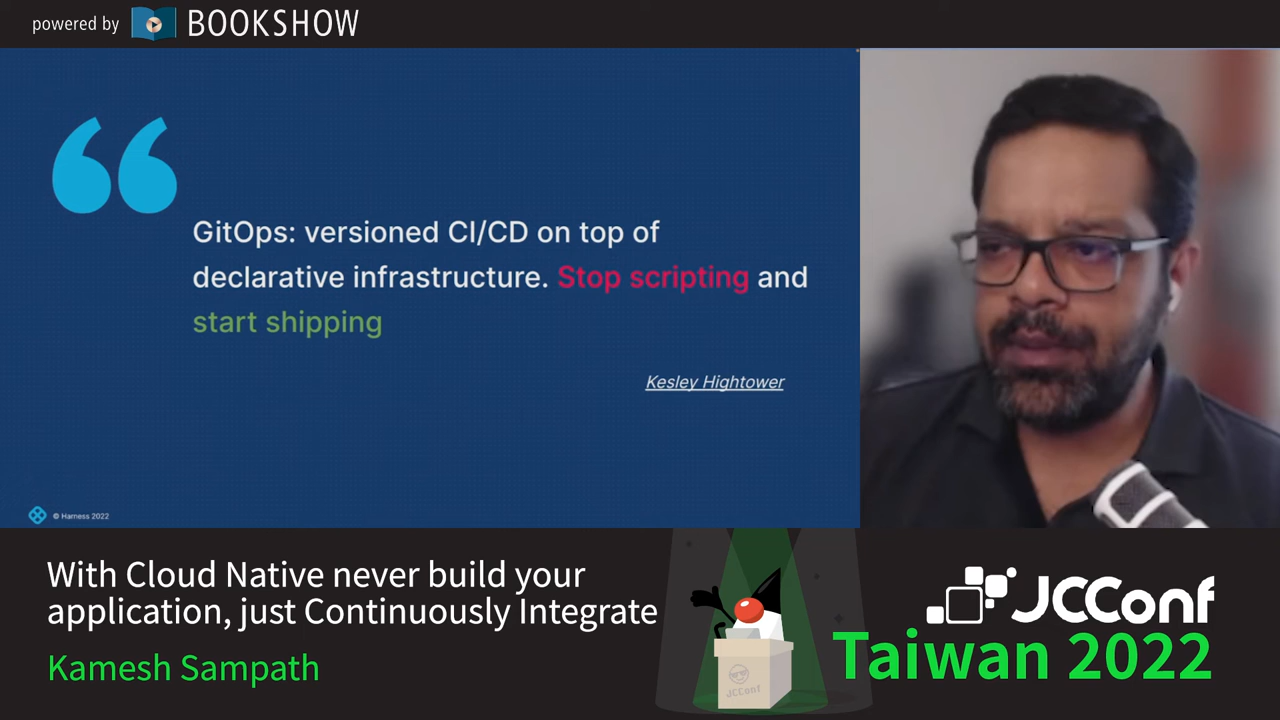 powered by BOOKSHOW
GitOps: versioned CI/CD on top of
declarative infrastructure. Stop scripting and
start shipping
Kesley Hightower
© Harness 2022
With Cloud Native never build your
application, just Continuously Integrate
Kamesh Sampath
JCConf
JCConf
Taiwan 2022